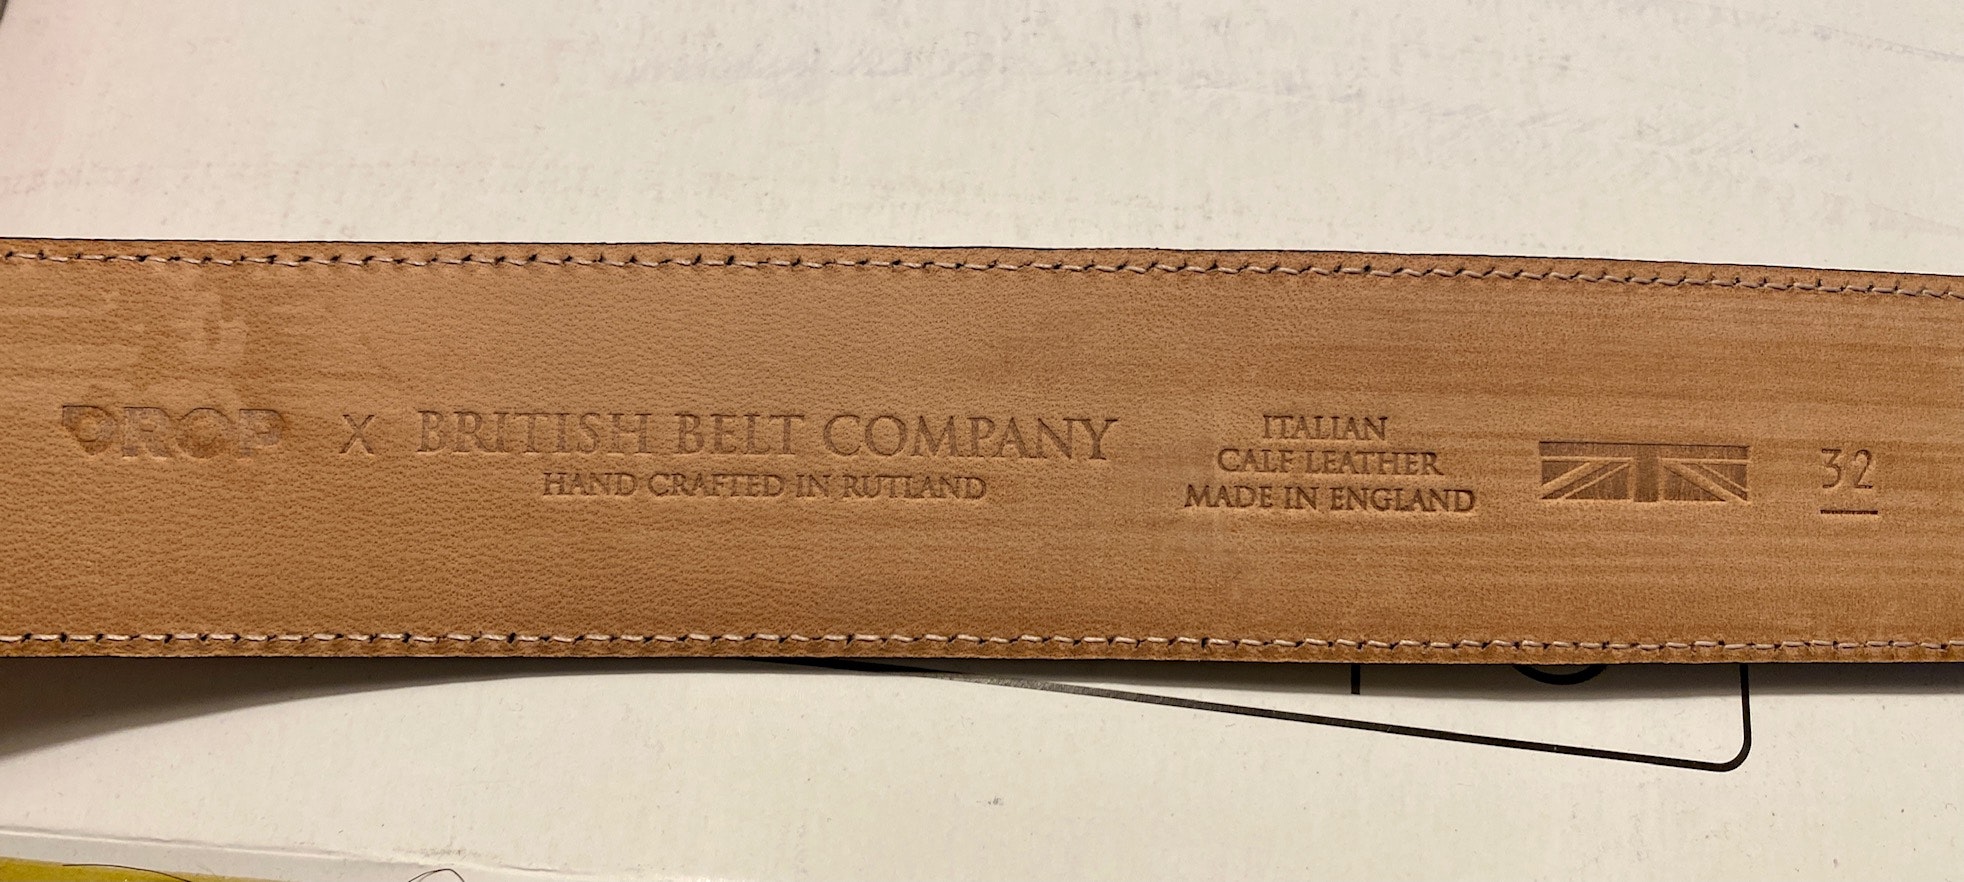 DROP X BRITISH BELT COMPANY
HAND CRAFTED IN RUTLAND
ITALIAN
CALF LEATHER
MADE IN ENGLAND
32